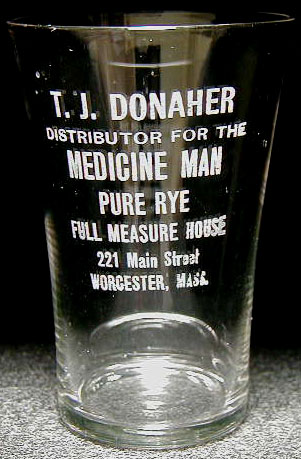 T. J. DONAHER
DISTRIBUTOR FOR THE
MEDICINE MAN
PURE RYE
FULL MEASURE HOUSE
221 Main Street
WORCESTER, MASS.